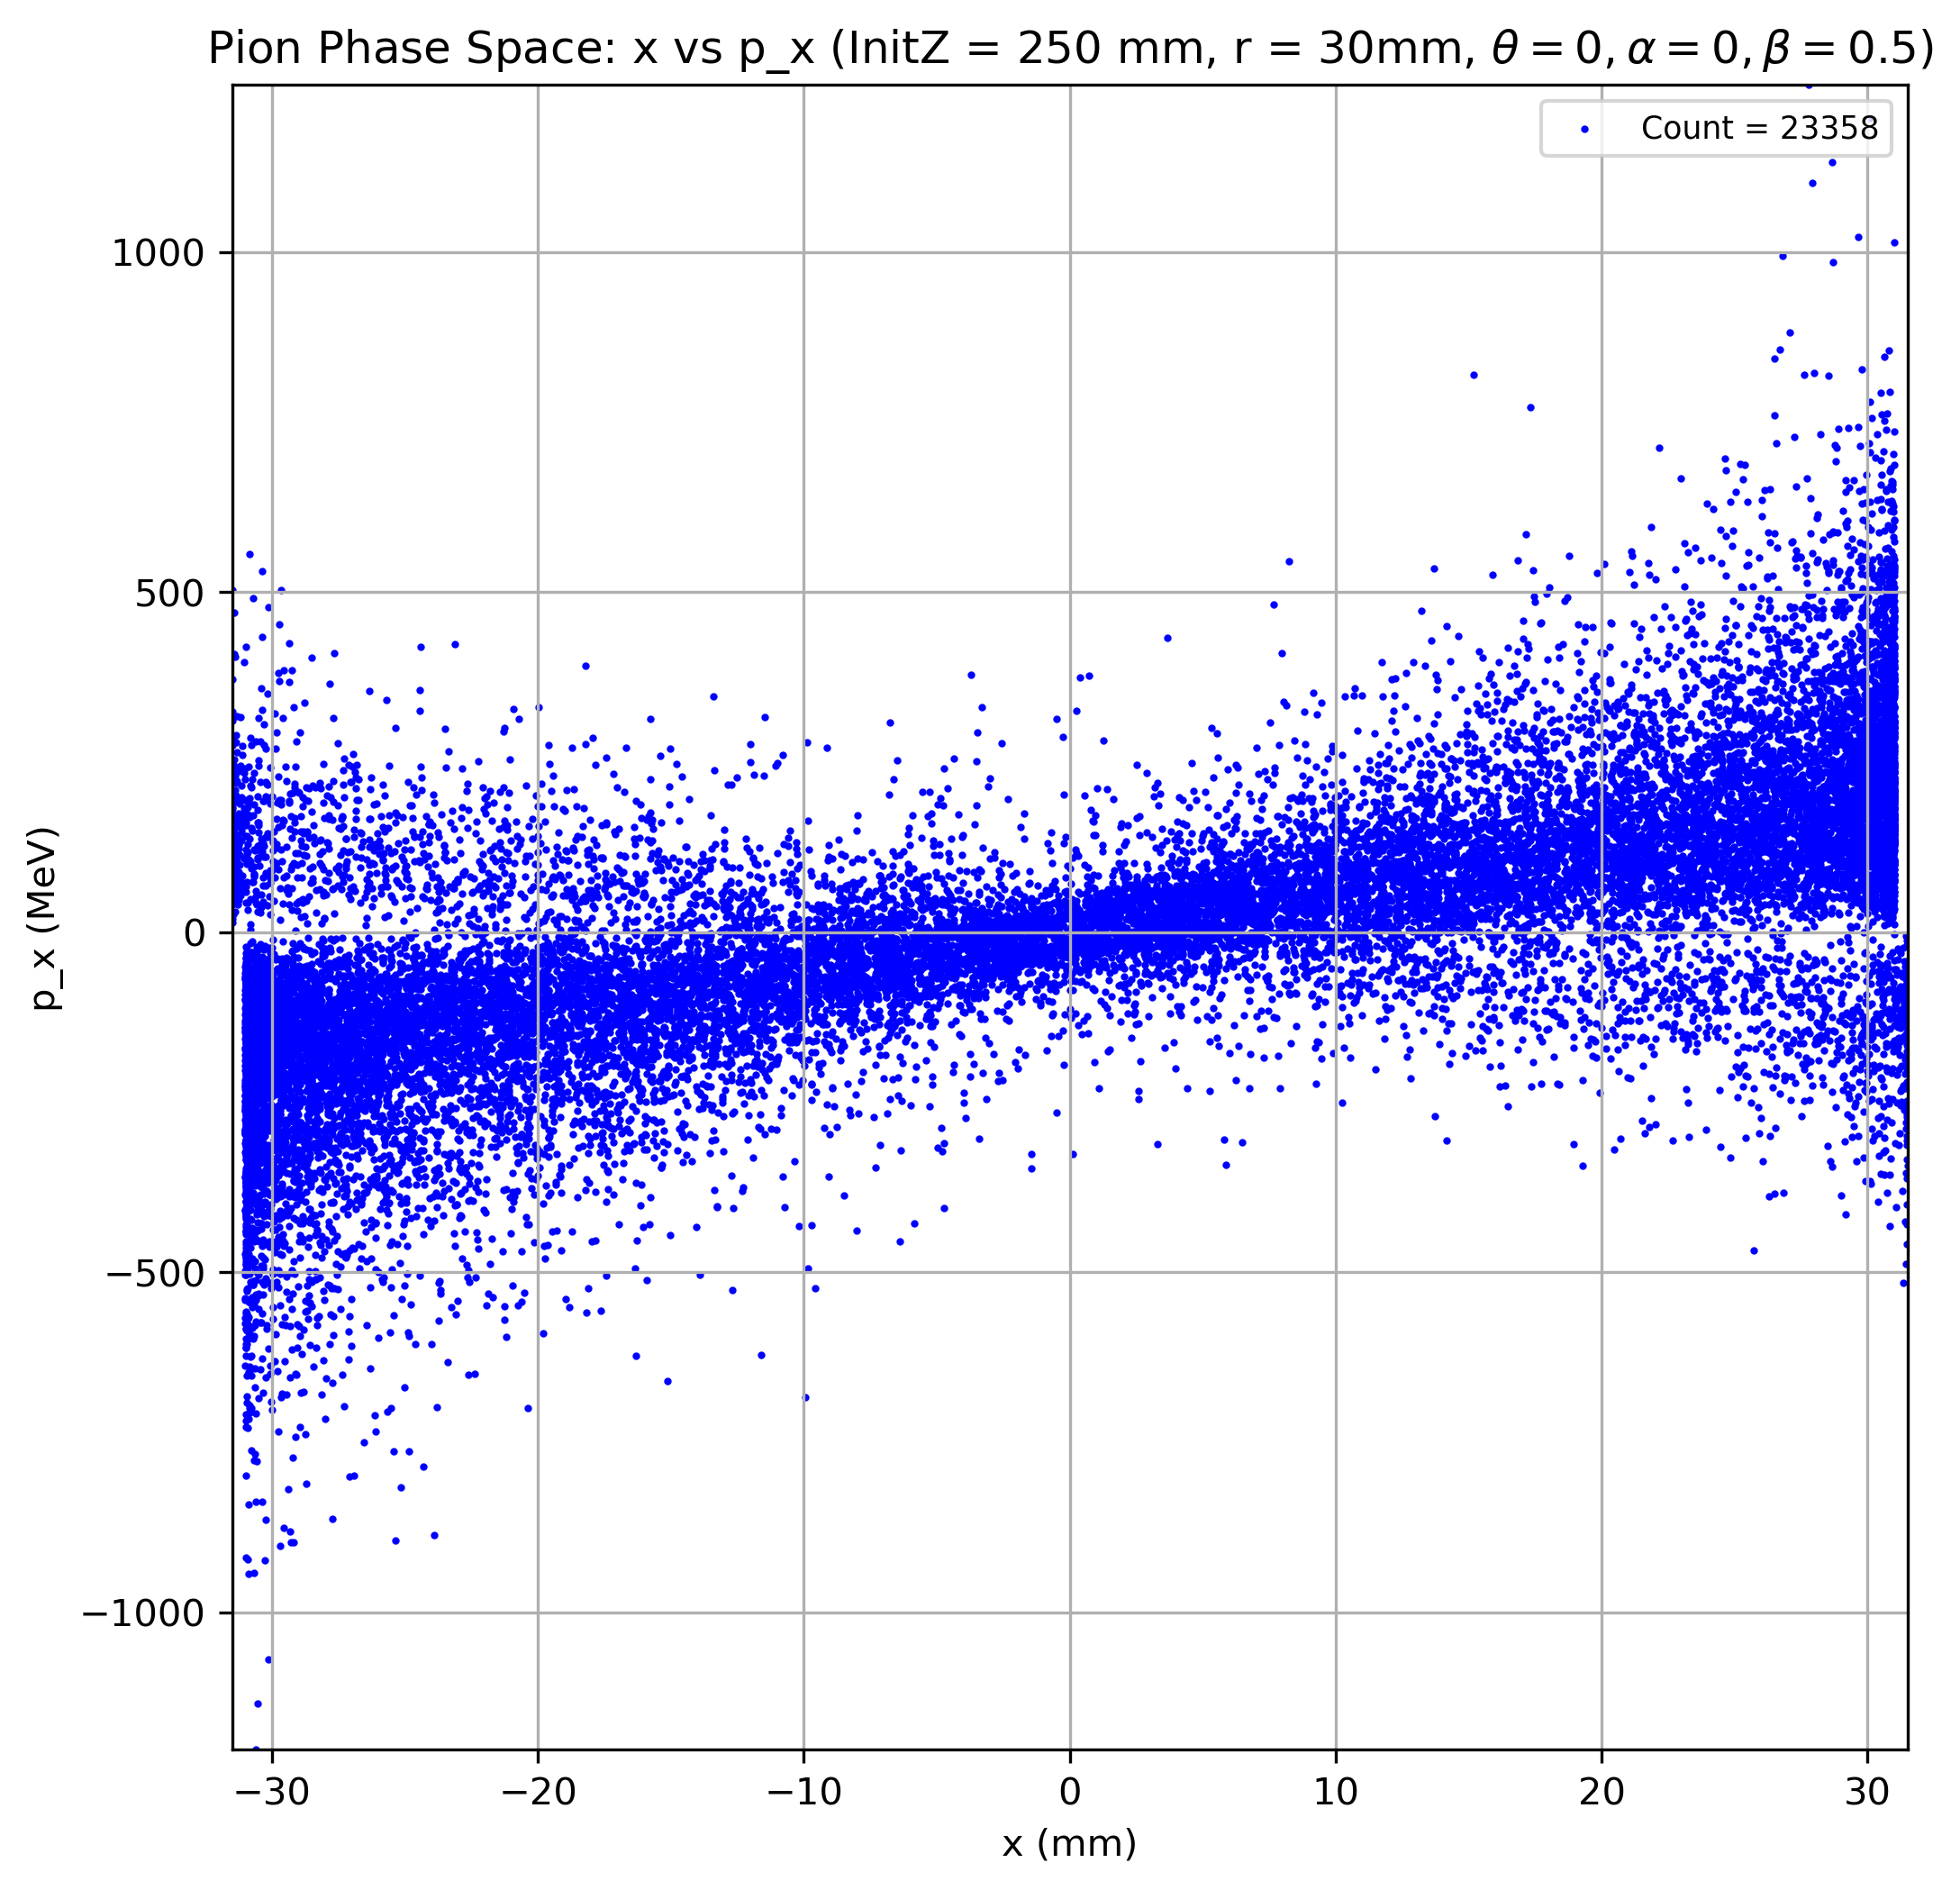 Pion Phase Space: x vs p_x (InitZ = 250 mm, r = 30mm, θ = 0, α = 0, β = 0.5)
Count = 23358
1000
500
0
−500
−1000
p_x (MeV)
−30 −20 −10 0 10 20 30
x (mm)